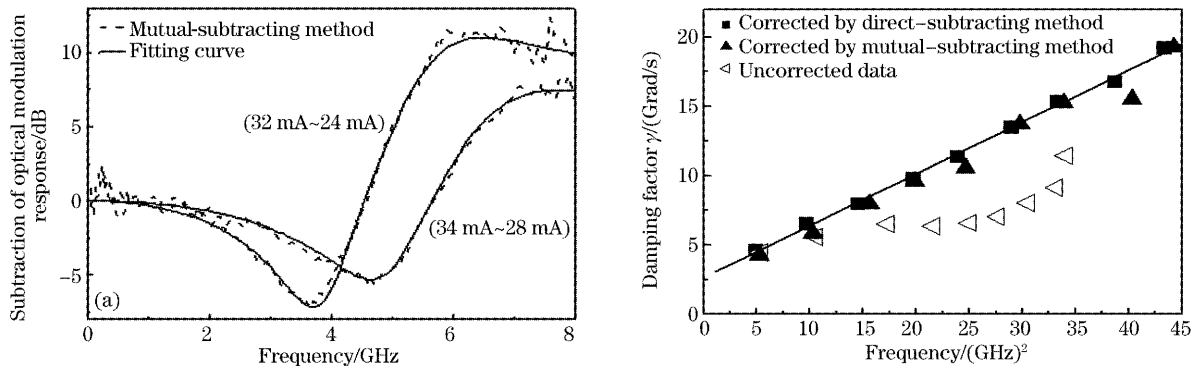 Mutual-subtracting method
Fitting curve
Subtraction of optical modulation
response/dB
10
5
0
−5
(32 mA~24 mA)
(34 mA~28 mA)
(a)
0
2
4
6
8
Frequency/GHz
Corrected by direct−subtracting method
Corrected by mutual−subtracting method
Uncorrected data
Damping factor γ/(Grad/s)
20
15
10
5
0
0
5
10
15
20
25
30
35
40
45
Frequency/(GHz)²